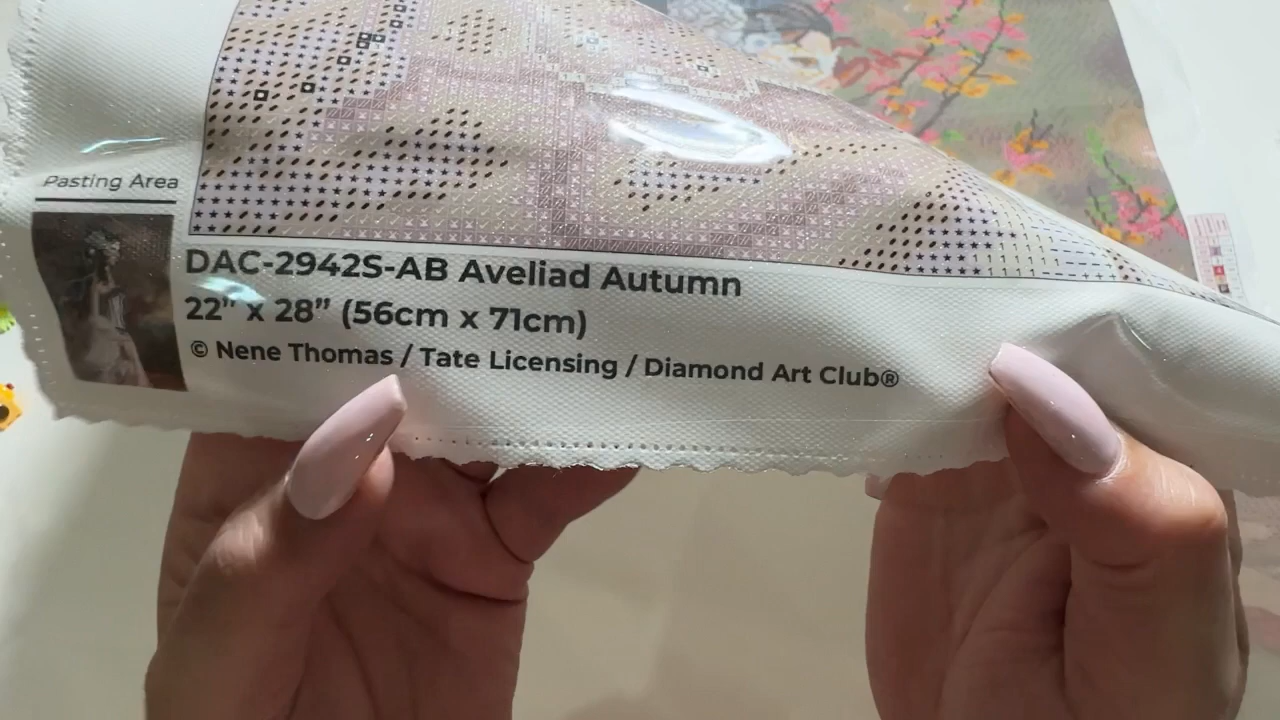 Pasting Area
DAC-2942S-AB Aveliad Autumn
22” x 28” (56cm x 71cm)
© Nene Thomas / Tate Licensing / Diamond Art Club®